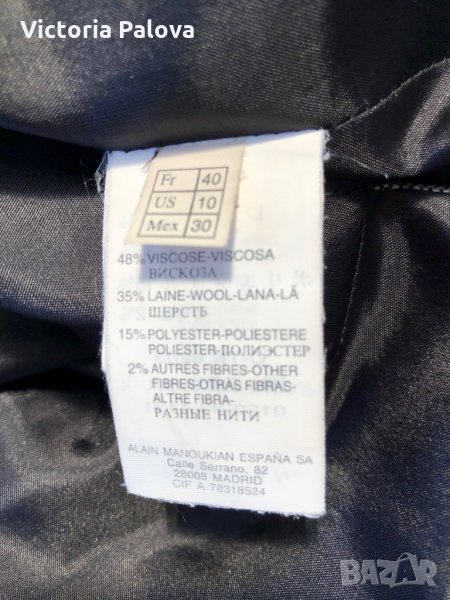 Victoria Palova
Fr 40
US 10
Mex 30
48% VISCOSE-VISCOSA
ВИСКОЗА
35% LAINE-WOOL-LANA-LÃ
ШЕРСТЬ
15% POLYESTER-POLIESTERE
POLIESTER-ПОЛИЭСТЕР
2% AUTRES FIBRES-OTHER
FIBRES-OTRAS FIBRAS-
ALTRE FIBRA-
РАЗНЫЕ НИТИ
ALAIN MANOUKIAN ESPAÑA SA
Calle Serrano, 82
28008 MADRID
CIF A 78318524
BAZAR